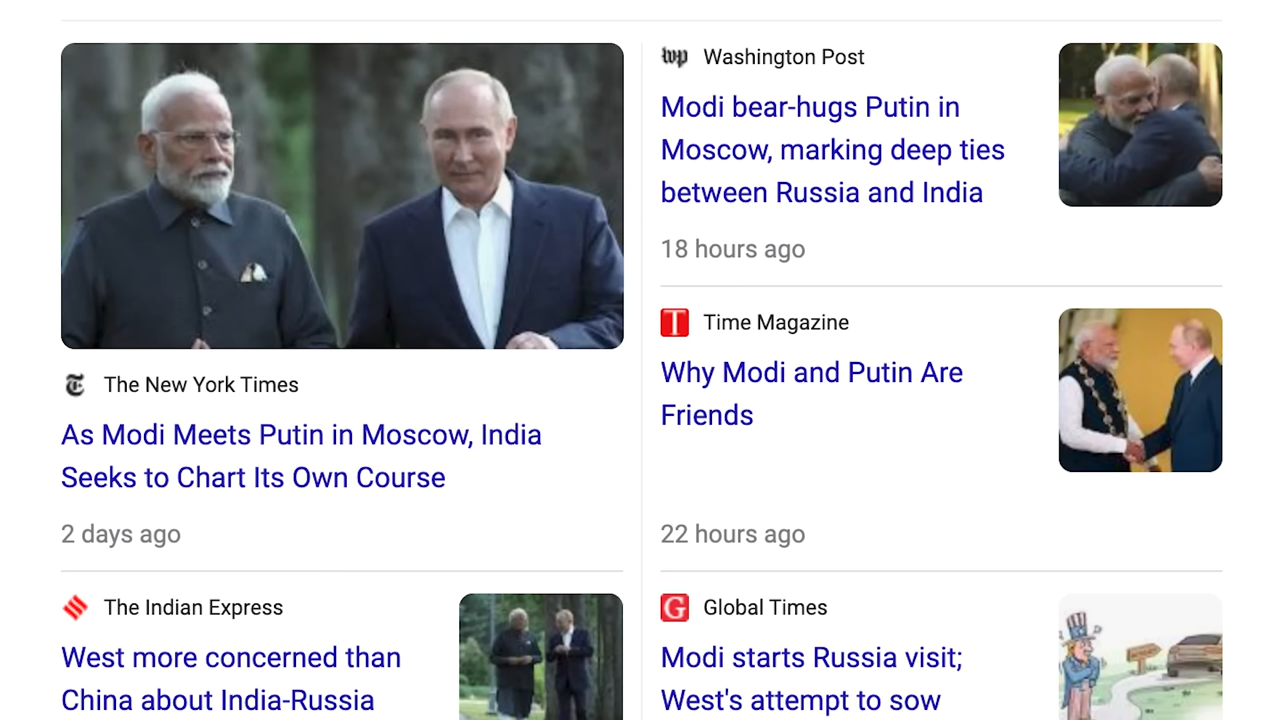 The New York Times
As Modi Meets Putin in Moscow, India
Seeks to Chart Its Own Course
2 days ago
The Indian Express
West more concerned than
China about India-Russia
Washington Post
Modi bear-hugs Putin in
Moscow, marking deep ties
between Russia and India
18 hours ago
T
Time Magazine
Why Modi and Putin Are
Friends
22 hours ago
G
Global Times
Modi starts Russia visit;
West's attempt to sow